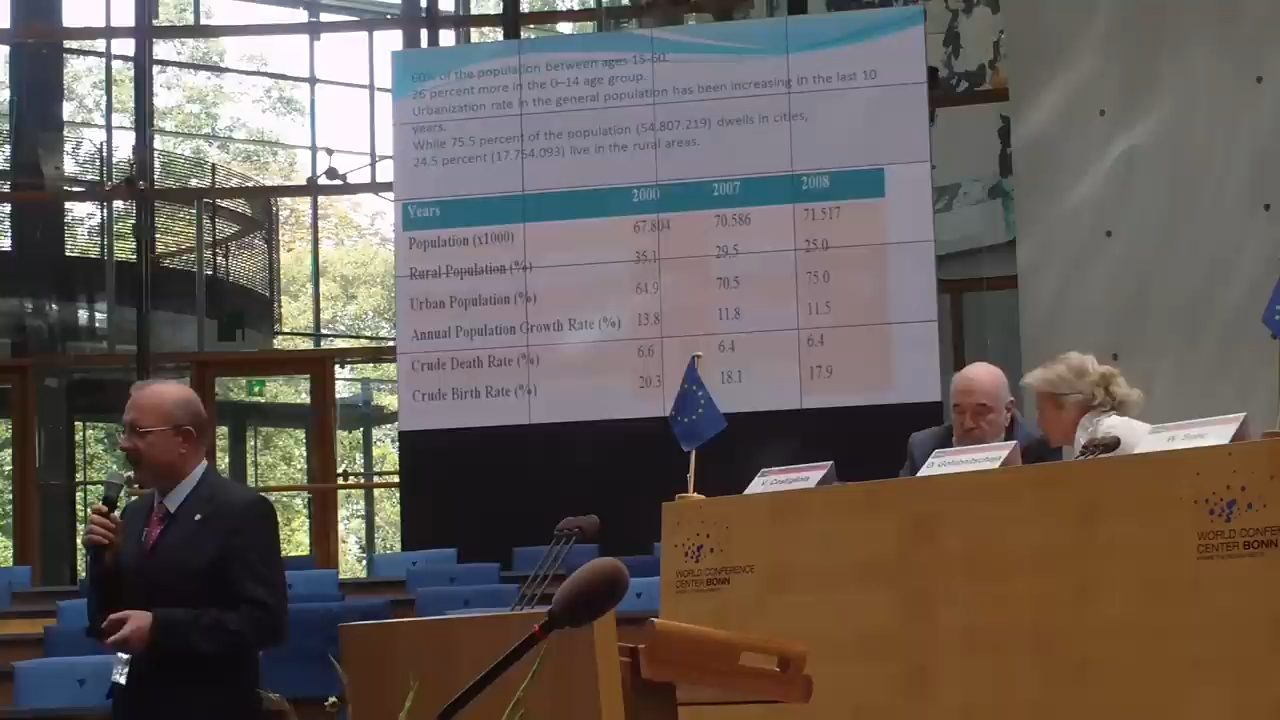 60% of the population between ages 15-60
26 percent more in the 0–14 age group.
Urbanization rate in the general population has been increasing in the last 10
years.
While 75.5 percent of the population (54.807.219) dwells in cities,
24.5 percent (17.754.093) live in the rural areas.
Years 2000 2007 2008
Population (x1000) 67.804 70.586 71.517
Rural Population (%) 35.1 29.5 25.0
Urban Population (%) 64.9 70.5 75.0
Annual Population Growth Rate (%) 13.8 11.8 11.5
Crude Death Rate (%) 6.6 6.4 6.4
Crude Birth Rate (%) 20.3 18.1 17.9
WORLD CONFERENCE
CENTER BONN
WORLD CONFE
CENTER BONN